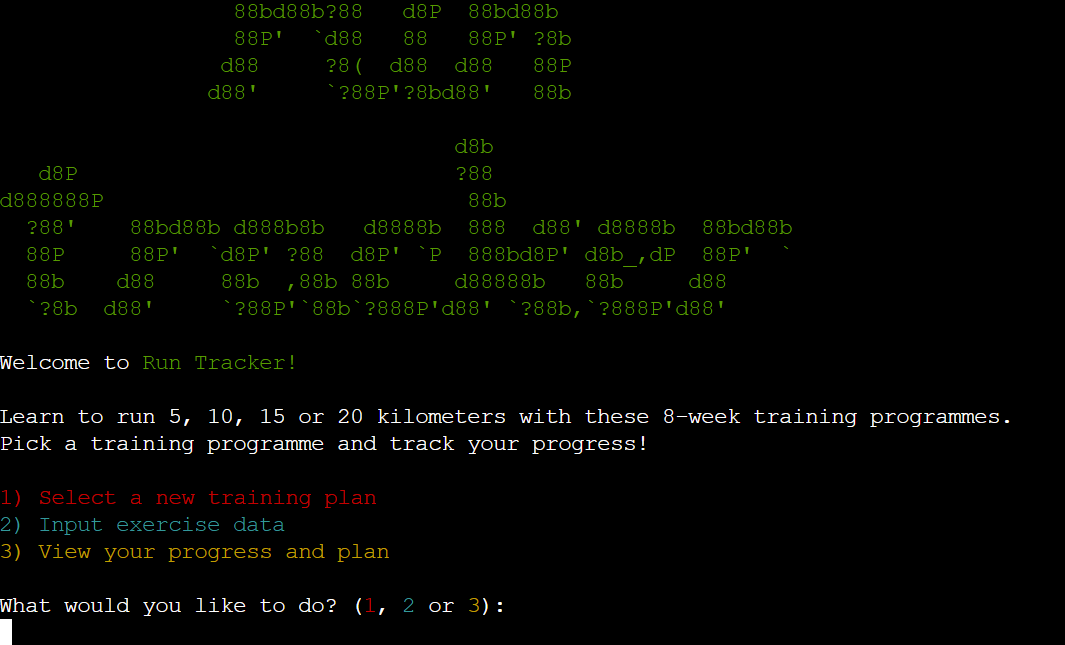 88bd88b?88   d8P  88bd88b
                  88P'  `d88   88   88P' ?8b
                 d88     ?8(  d88  d88   88P
                d88'     `?88P'?8bd88'   88b

                                   d8b
   d8P                             ?88
d888888P                            88b
  ?88'    88bd88b d888b8b   d8888b  888  d88' d8888b  88bd88b
  88P     88P'  `d8P' ?88  d8P' `P  888bd8P' d8b_,dP  88P'  `
  88b    d88     88b  ,88b 88b     d88888b   88b     d88
  `?8b  d88'     `?88P'`88b`?888P'd88' `?88b,`?888P'd88'

Welcome to Run Tracker!

Learn to run 5, 10, 15 or 20 kilometers with these 8-week training programmes.
Pick a training programme and track your progress!

1) Select a new training plan
2) Input exercise data
3) View your progress and plan

What would you like to do? (1, 2 or 3):